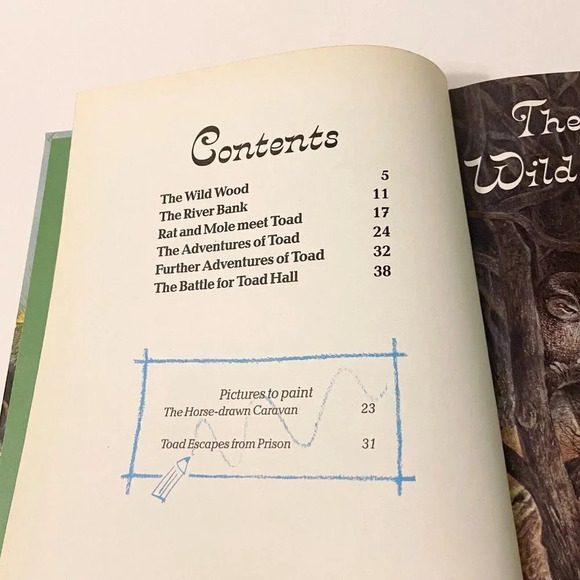 Contents
The Wild Wood 5
The River Bank 11
Rat and Mole meet Toad 17
The Adventures of Toad 24
Further Adventures of Toad 32
The Battle for Toad Hall 38
Pictures to paint
The Horse-drawn Caravan 23
Toad Escapes from Prison 31
The
Wild